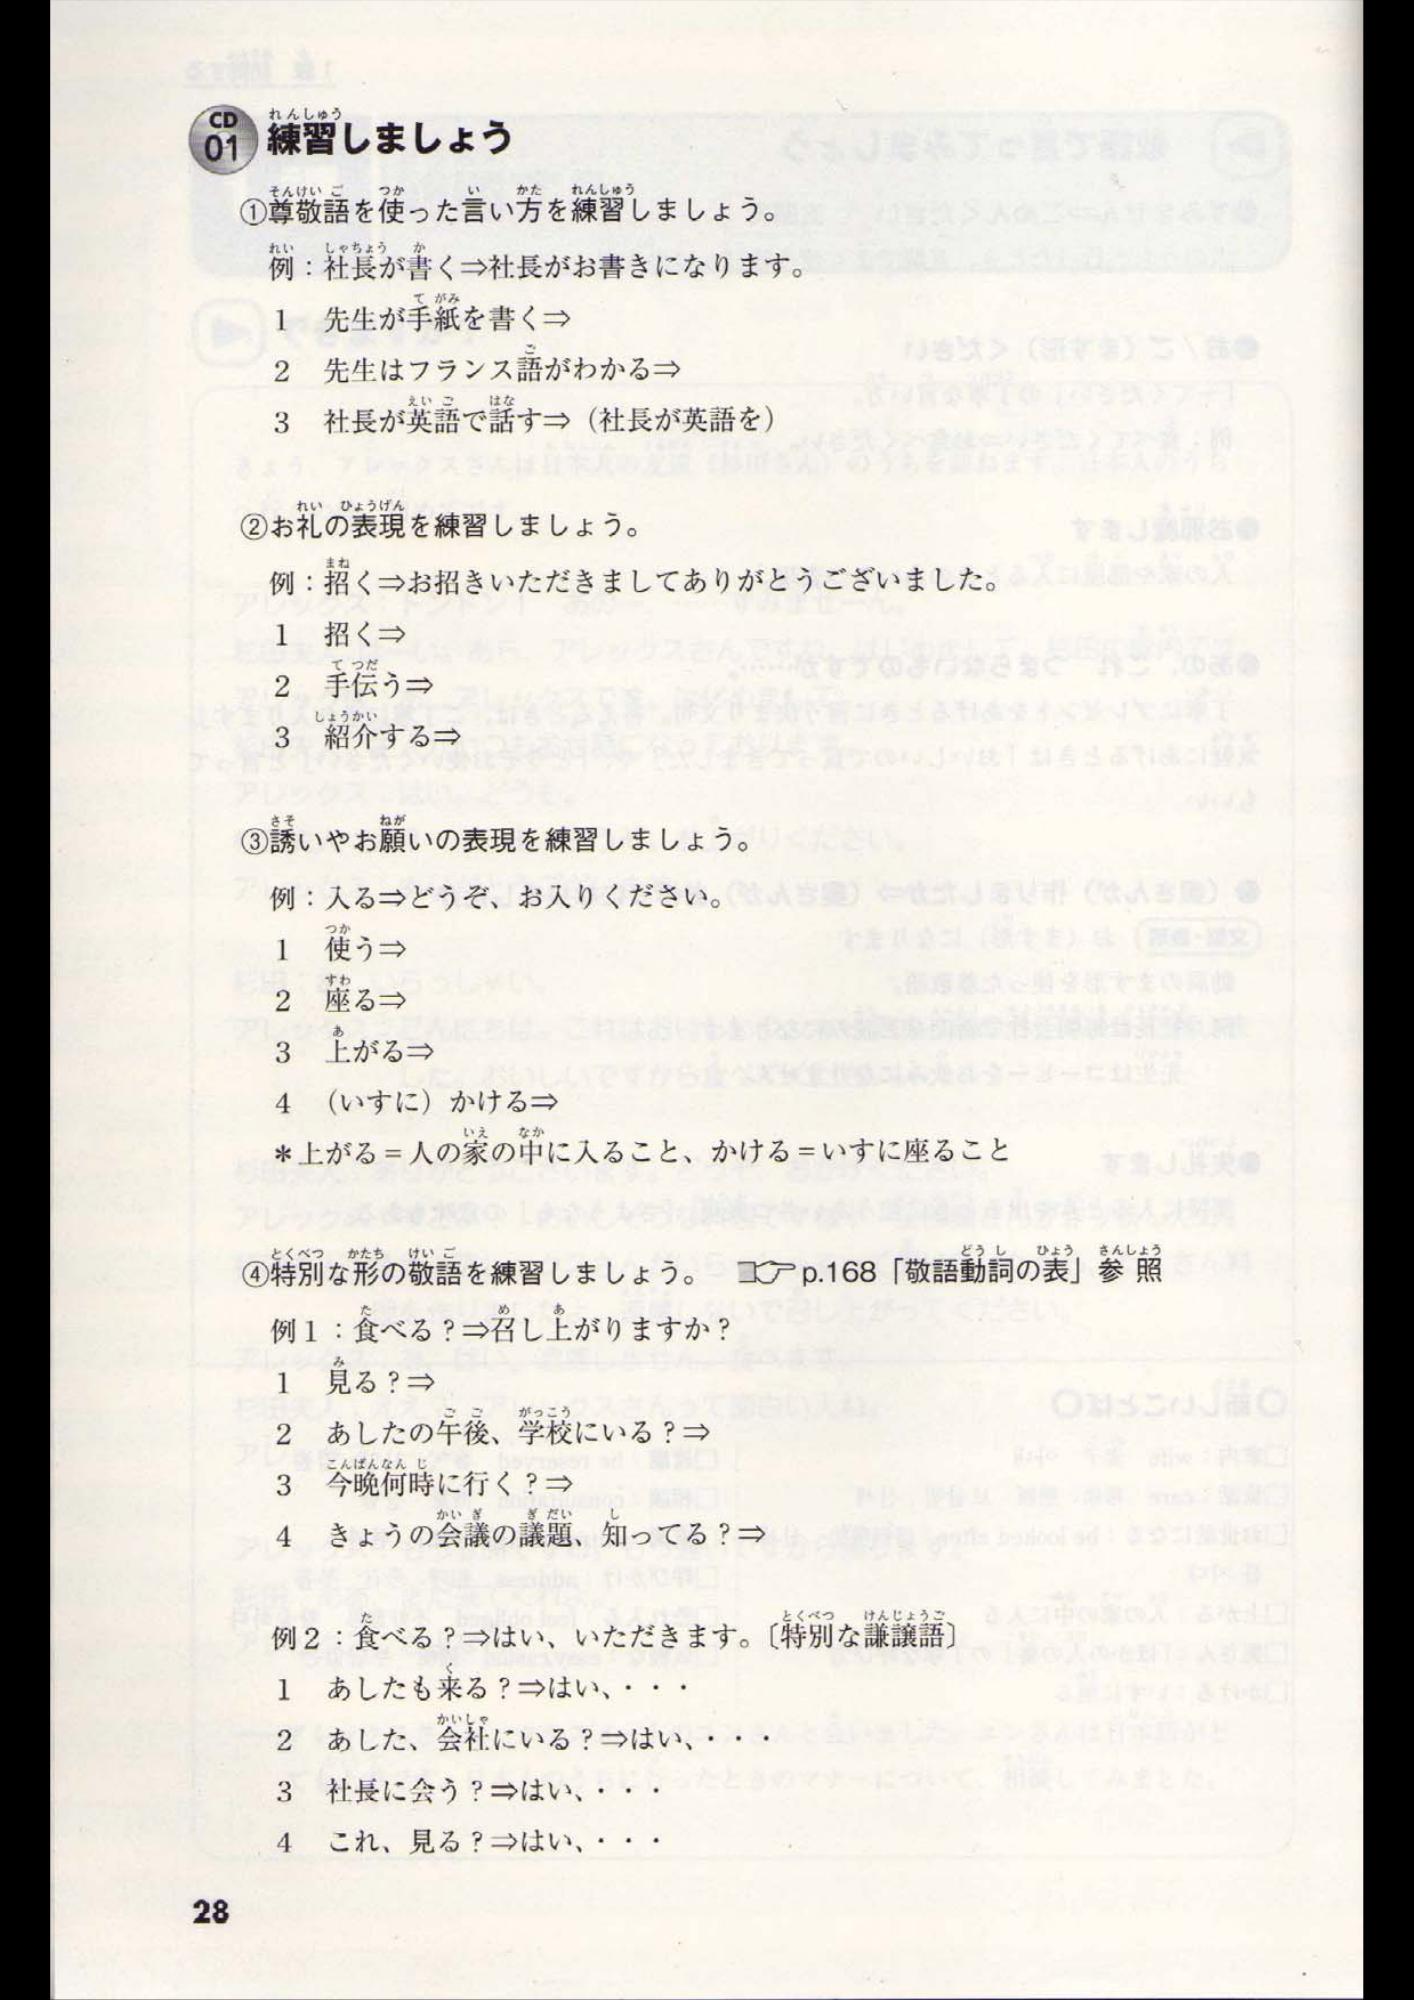 CD 01 練習しましょう
①尊敬語を使った言い方を練習しましょう。
例：社長が書く⇒社長がお書きになります。
1　先生が手紙を書く⇒
2　先生はフランス語がわかる⇒
3　社長が英語で話す⇒（社長が英語を）
②お礼の表現を練習しましょう。
例：招く⇒お招きいただきましてありがとうございました。
1　招く⇒
2　手伝う⇒
3　紹介する⇒
③誘いやお願いの表現を練習しましょう。
例：入る⇒どうぞ、お入りください。
1　使う⇒
2　座る⇒
3　上がる⇒
4　（いすに）かける⇒
＊上がる＝人の家の中に入ること、かける＝いすに座ること
④特別な形の敬語を練習しましょう。　☞p.168「敬語動詞の表」参照
例1：食べる？⇒召し上がりますか？
1　見る？⇒
2　あしたの午後、学校にいる？⇒
3　今晩何時に行く？⇒
4　きょうの会議の議題、知ってる？⇒
例2：食べる？⇒はい、いただきます。〔特別な謙譲語〕
1　あしたも来る？⇒はい、・・・
2　あした、会社にいる？⇒はい、・・・
3　社長に会う？⇒はい、・・・
4　これ、見る？⇒はい、・・・
28